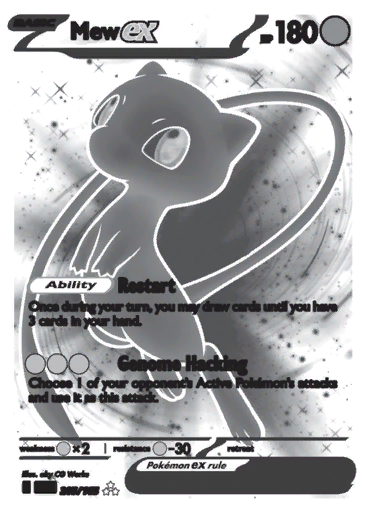 BASIC
Mew ex
HP 180
Ability Restart
Once during your turn, you may draw cards until you have
3 cards in your hand.
Genome Hacking
Choose 1 of your opponent's Active Pokémon's attacks
and use it as this attack.
weakness ×2 resistance -30 retreat
Pokémon ex rule
Illus.